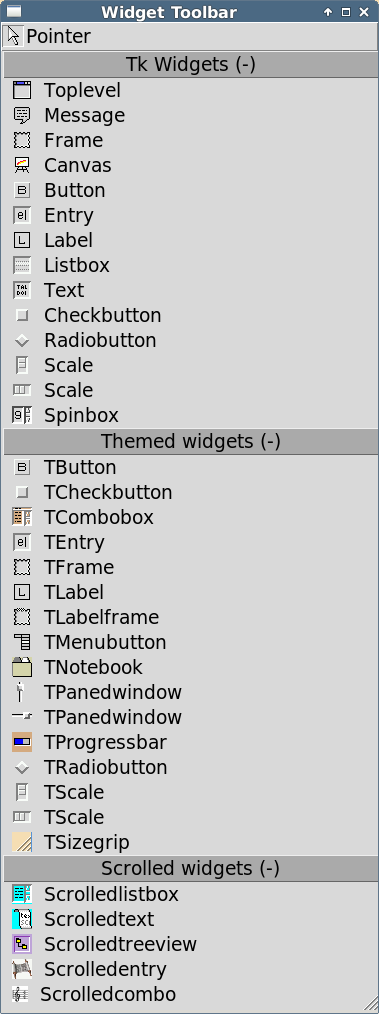 Widget Toolbar
Pointer
Tk Widgets (-)
Toplevel
Message
Frame
Canvas
B Button
el Entry
L Label
Listbox
Text
Checkbutton
Radiobutton
Scale
Scale
Spinbox
Themed widgets (-)
B TButton
TCheckbutton
TCombobox
el TEntry
TFrame
L TLabel
TLabelframe
TMenubutton
TNotebook
TPanedwindow
TPanedwindow
TProgressbar
TRadiobutton
TScale
TScale
TSizegrip
Scrolled widgets (-)
Scrolledlistbox
Scrolledtext
Scrolledtreeview
Scrolledentry
Scrolledcombo